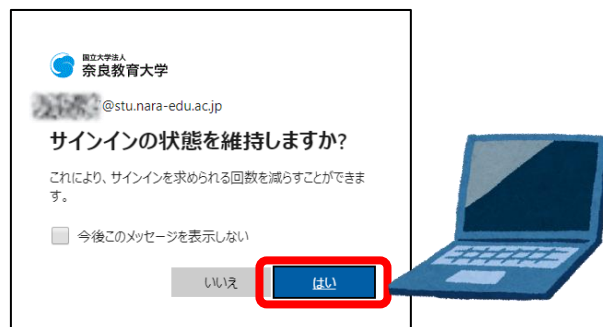 国立大学法人
奈良教育大学
@stu.nara-edu.ac.jp
サインインの状態を維持しますか?
これにより、サインインを求められる回数を減らすことができま
す。
今後このメッセージを表示しない
いいえ
はい